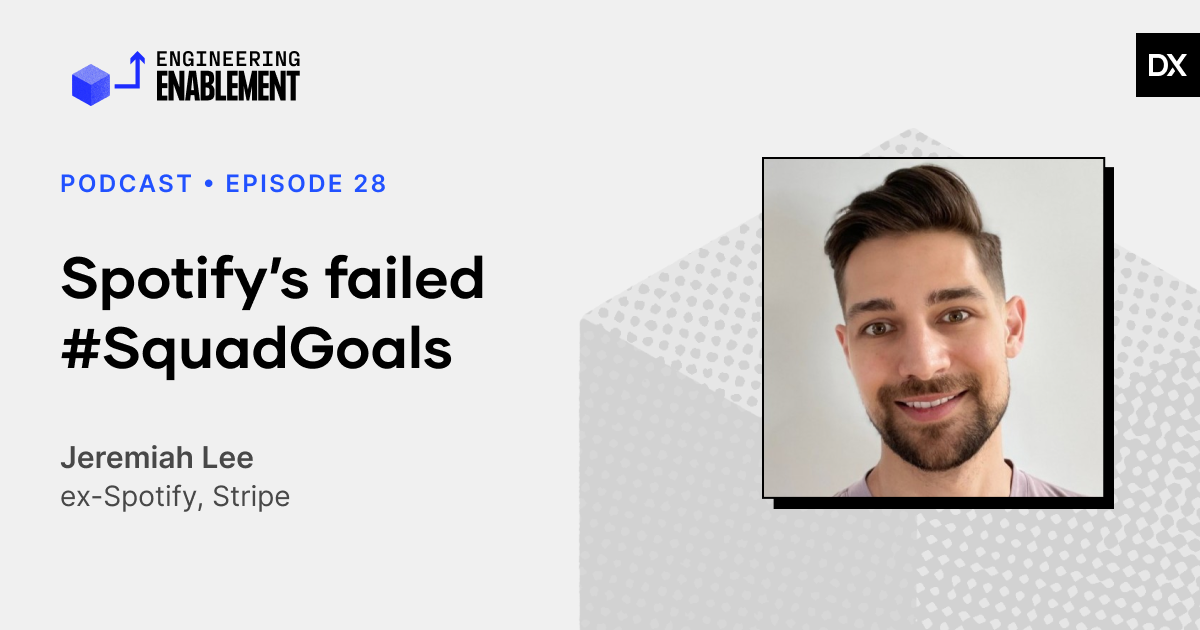 ENGINEERING
ENABLEMENT
DX
PODCAST • EPISODE 28
Spotify’s failed
#SquadGoals
Jeremiah Lee
ex-Spotify, Stripe